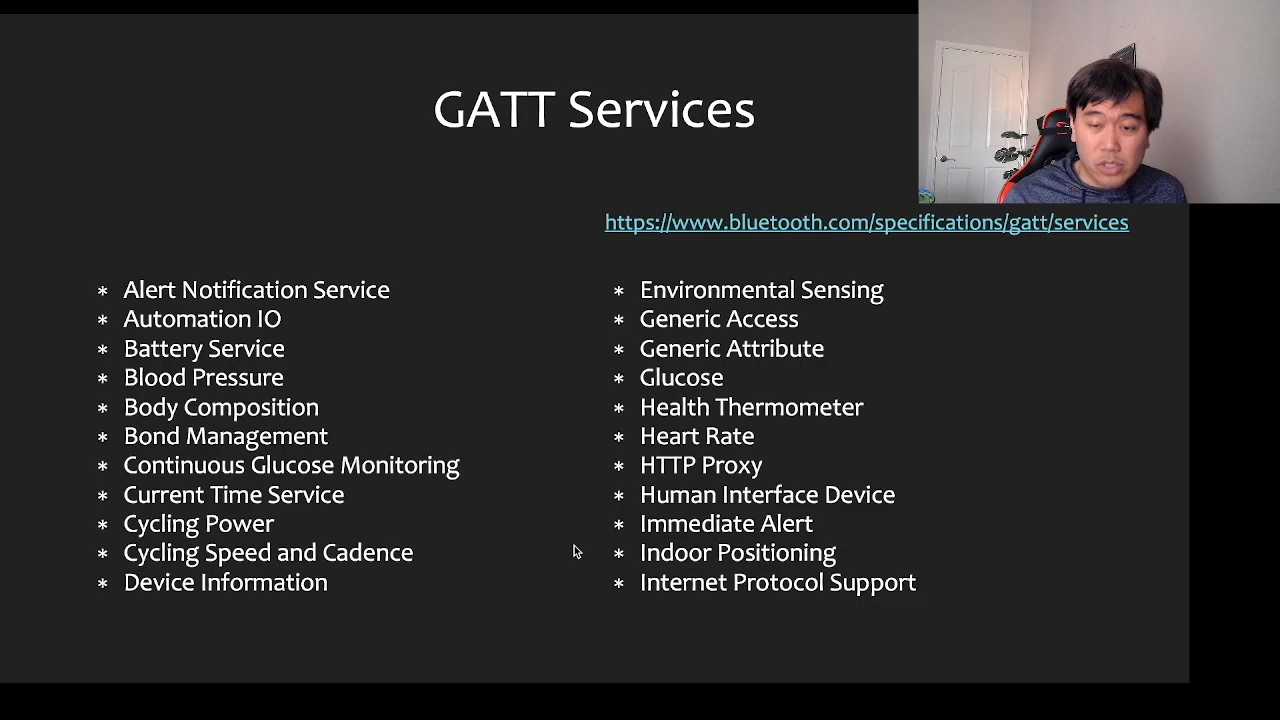 GATT Services
https://www.bluetooth.com/specifications/gatt/services
* Alert Notification Service
* Automation IO
* Battery Service
* Blood Pressure
* Body Composition
* Bond Management
* Continuous Glucose Monitoring
* Current Time Service
* Cycling Power
* Cycling Speed and Cadence
* Device Information
* Environmental Sensing
* Generic Access
* Generic Attribute
* Glucose
* Health Thermometer
* Heart Rate
* HTTP Proxy
* Human Interface Device
* Immediate Alert
* Indoor Positioning
* Internet Protocol Support